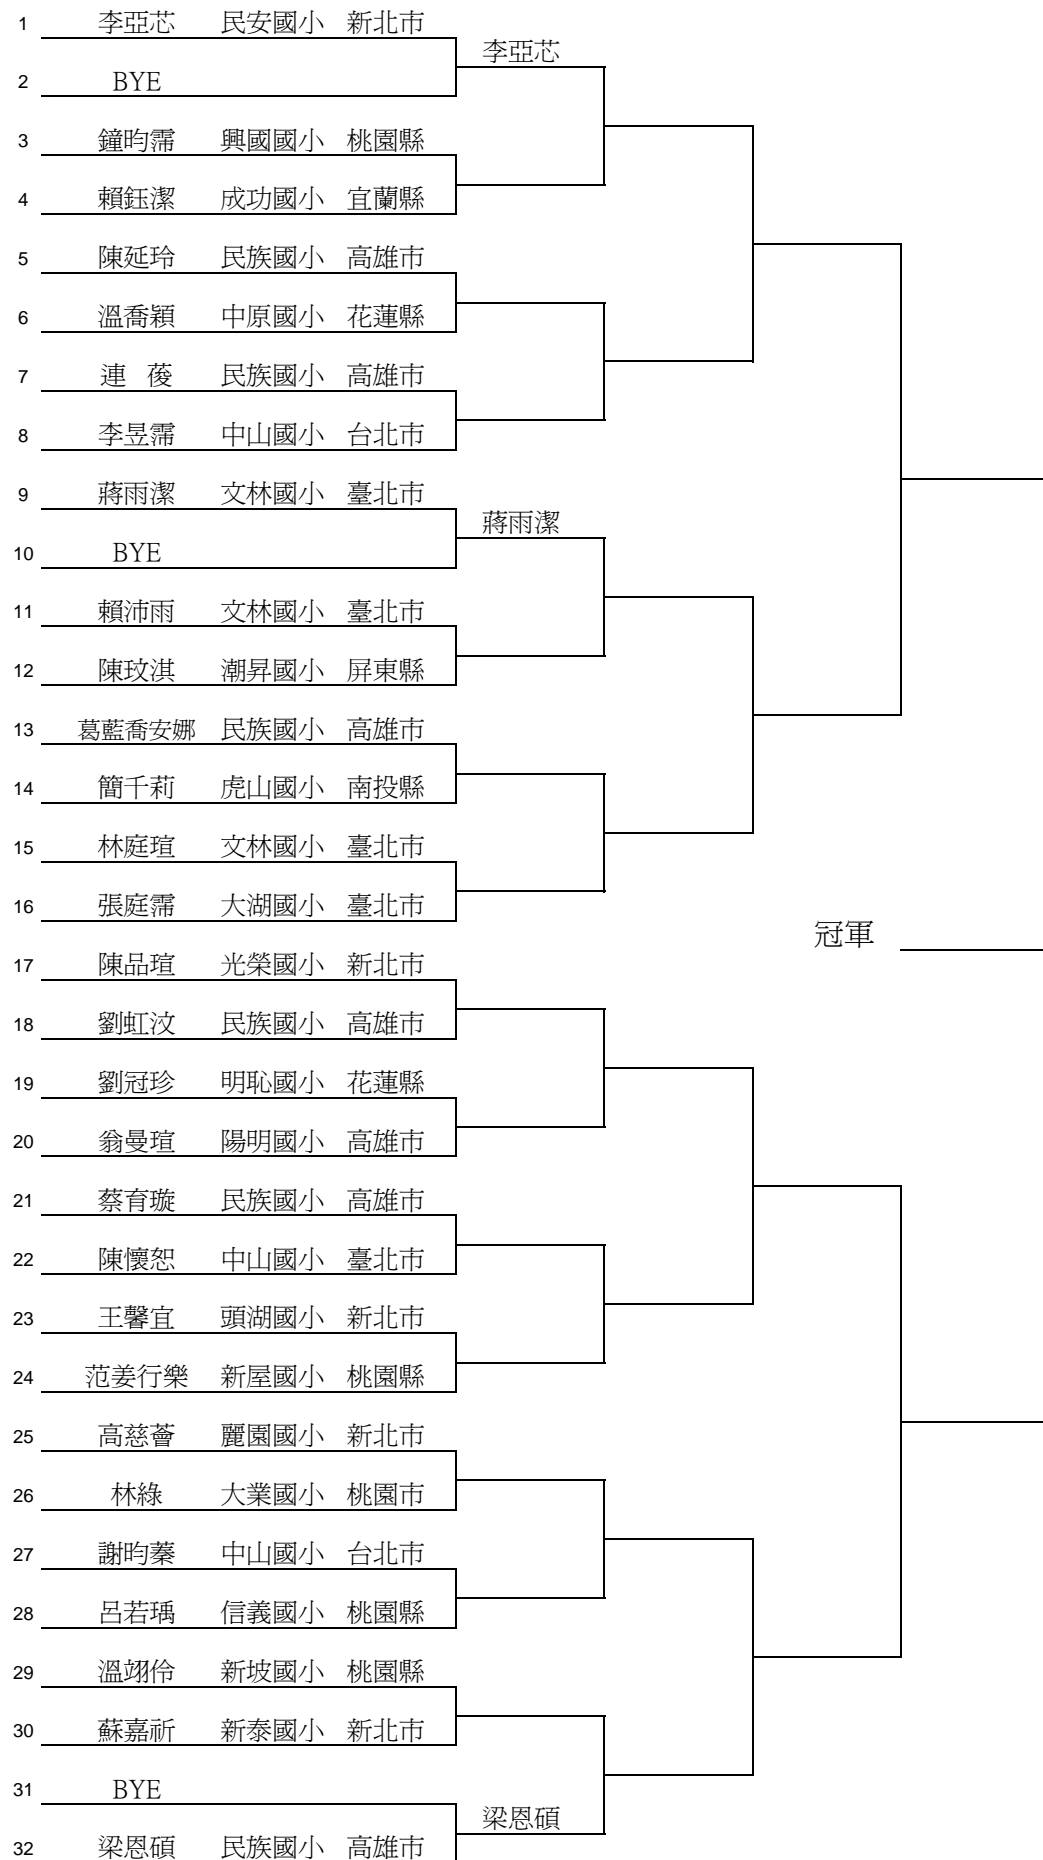 1 李亞芯 民安國小 新北市
李亞芯
2 BYE
3 鐘昀霈 興國國小 桃園縣
4 賴鈺潔 成功國小 宜蘭縣
5 陳延玲 民族國小 高雄市
6 溫喬穎 中原國小 花蓮縣
7 連 葰 民族國小 高雄市
8 李昱霈 中山國小 台北市
9 蔣雨潔 文林國小 臺北市
蔣雨潔
10 BYE
11 賴沛雨 文林國小 臺北市
12 陳玟淇 潮昇國小 屏東縣
13 葛藍喬安娜 民族國小 高雄市
14 簡千莉 虎山國小 南投縣
15 林庭瑄 文林國小 臺北市
16 張庭霈 大湖國小 臺北市
冠軍
17 陳品瑄 光榮國小 新北市
18 劉虹汶 民族國小 高雄市
19 劉冠珍 明恥國小 花蓮縣
20 翁曼瑄 陽明國小 高雄市
21 蔡育璇 民族國小 高雄市
22 陳懷恕 中山國小 臺北市
23 王馨宜 頭湖國小 新北市
24 范姜行樂 新屋國小 桃園縣
25 高慈薈 麗園國小 新北市
26 林綠 大業國小 桃園市
27 謝昀蓁 中山國小 台北市
28 呂若瑀 信義國小 桃園縣
29 溫翊伶 新坡國小 桃園縣
30 蘇嘉祈 新泰國小 新北市
31 BYE
梁恩碩
32 梁恩碩 民族國小 高雄市